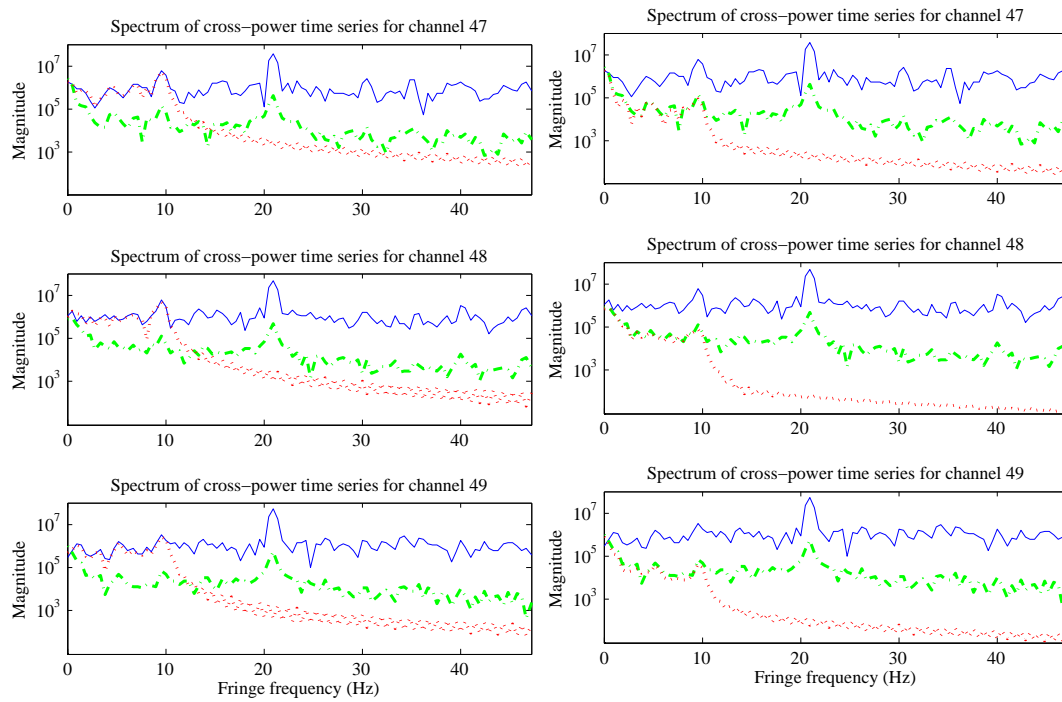 Spectrum of cross−power time series for channel 47
Magnitude
10^7
10^5
10^3
0 10 20 30 40
Spectrum of cross−power time series for channel 48
Magnitude
10^7
10^5
10^3
0 10 20 30 40
Spectrum of cross−power time series for channel 49
Magnitude
10^7
10^5
10^3
0 10 20 30 40
Fringe frequency (Hz)
Spectrum of cross−power time series for channel 47
Magnitude
10^7
10^5
10^3
0 10 20 30 40
Spectrum of cross−power time series for channel 48
Magnitude
10^7
10^5
10^3
0 10 20 30 40
Spectrum of cross−power time series for channel 49
Magnitude
10^7
10^5
10^3
0 10 20 30 40
Fringe frequency (Hz)